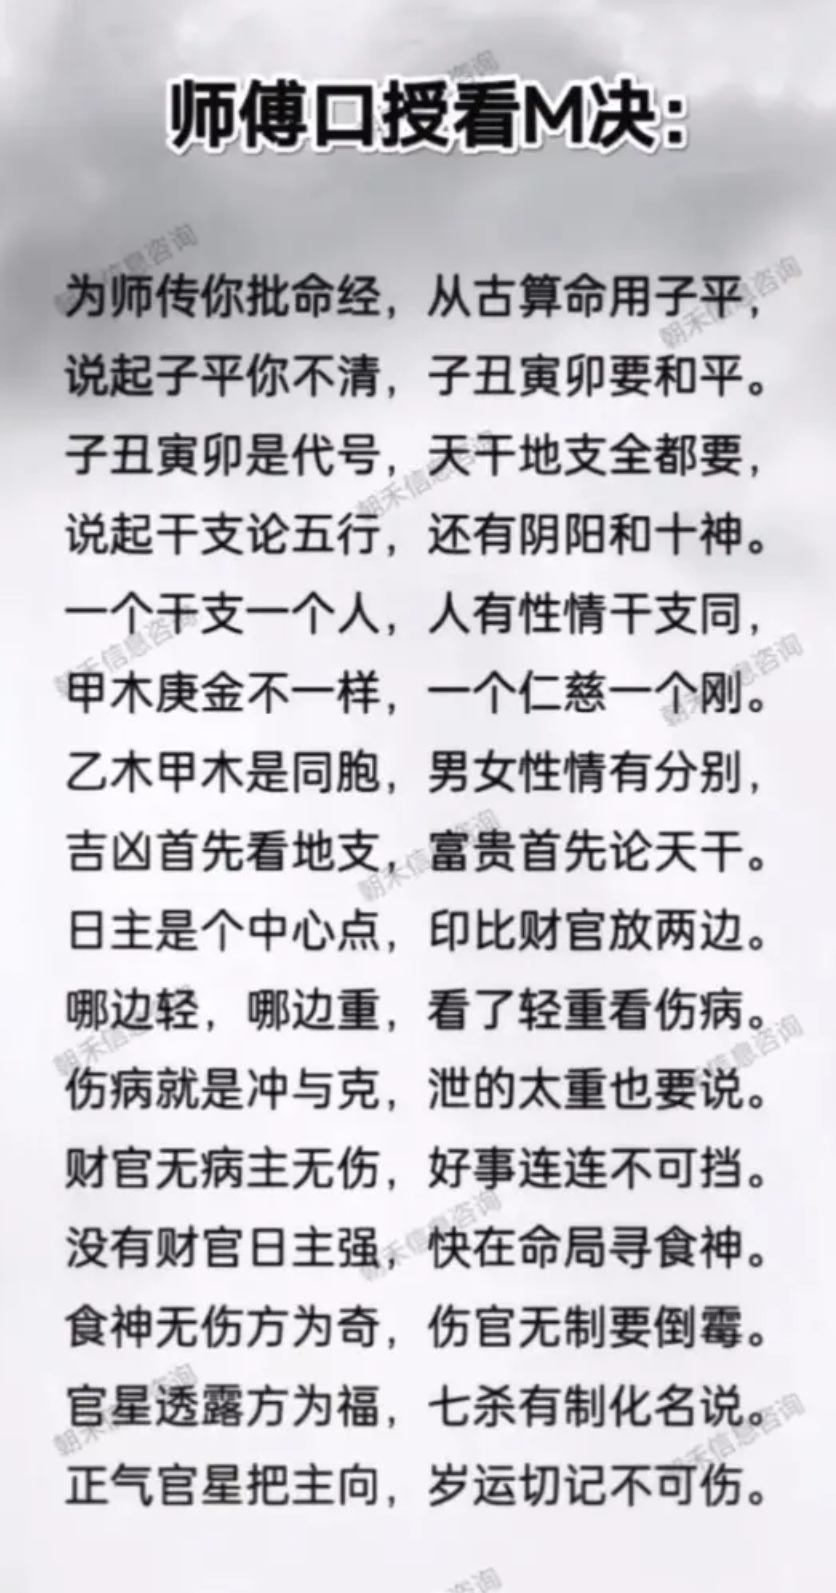 师傅口授看M决：
为师传你批命经，从古算命用子平，
说起子平你不清，子丑寅卯要和平。
子丑寅卯是代号，天干地支全都要，
说起干支论五行，还有阴阳和十神。
一个干支一个人，人有性情干支同，
甲木庚金不一样，一个仁慈一个刚。
乙木甲木是同胞，男女性情有分别，
吉凶首先看地支，富贵首先论天干。
日主是个中心点，印比财官放两边。
哪边轻，哪边重，看了轻重看伤病。
伤病就是冲与克，泄的太重也要说。
财官无病主无伤，好事连连不可挡。
没有财官日主强，快在命局寻食神。
食神无伤方为奇，伤官无制要倒霉。
官星透露方为福，七杀有制化名说。
正气官星把主向，岁运切记不可伤。
朝禾信息咨询